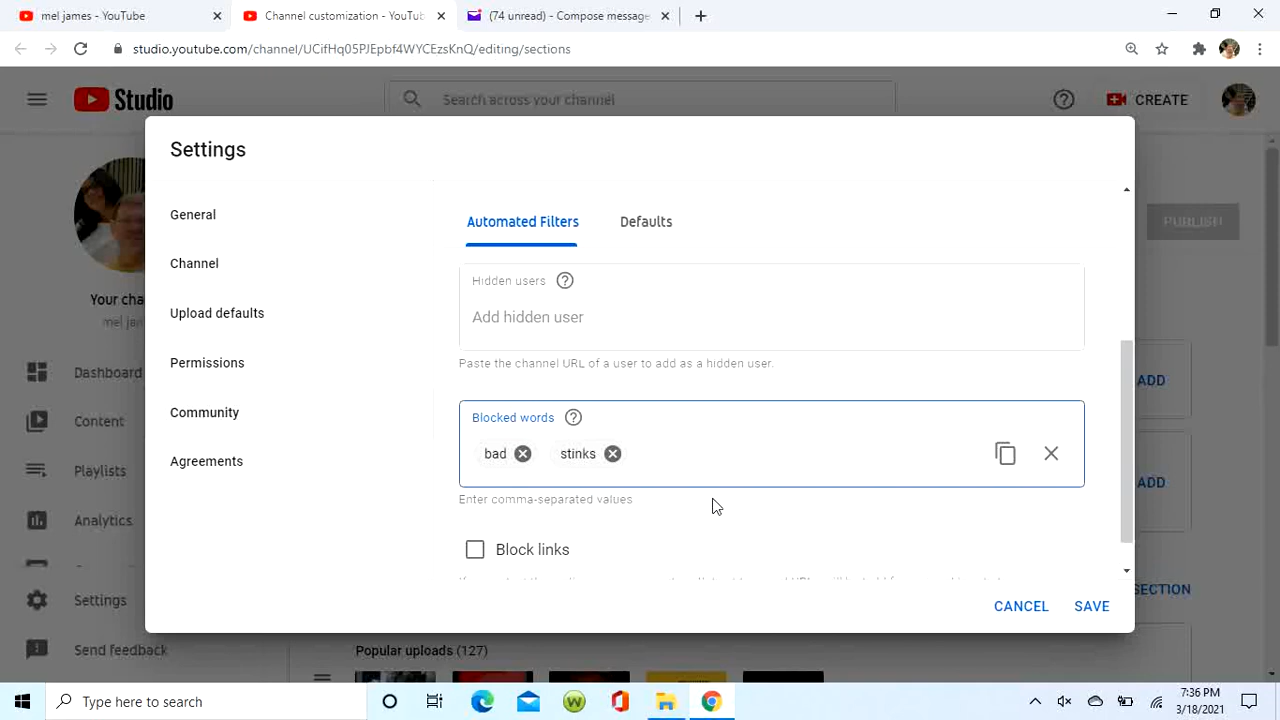 mel james - YouTube
Channel customization - YouTub
(74 unread) - Compose message
studio.youtube.com/channel/UCifHq05PJEpbf4WYCEzsKnQ/editing/sections
Studio
Search across your channel
CREATE
Settings
General
Channel
Upload defaults
Permissions
Community
Agreements
Automated Filters
Defaults
Hidden users
Add hidden user
Paste the channel URL of a user to add as a hidden user.
Blocked words
bad
stinks
Enter comma-separated values
Block links
CANCEL
SAVE
PUBLISH
Your cha
mel jan
Dashboard
Content
Playlists
Analytics
Settings
Send feedback
ADD
ADD
SECTION
Popular uploads (127)
Type here to search
7:36 PM
3/18/2021